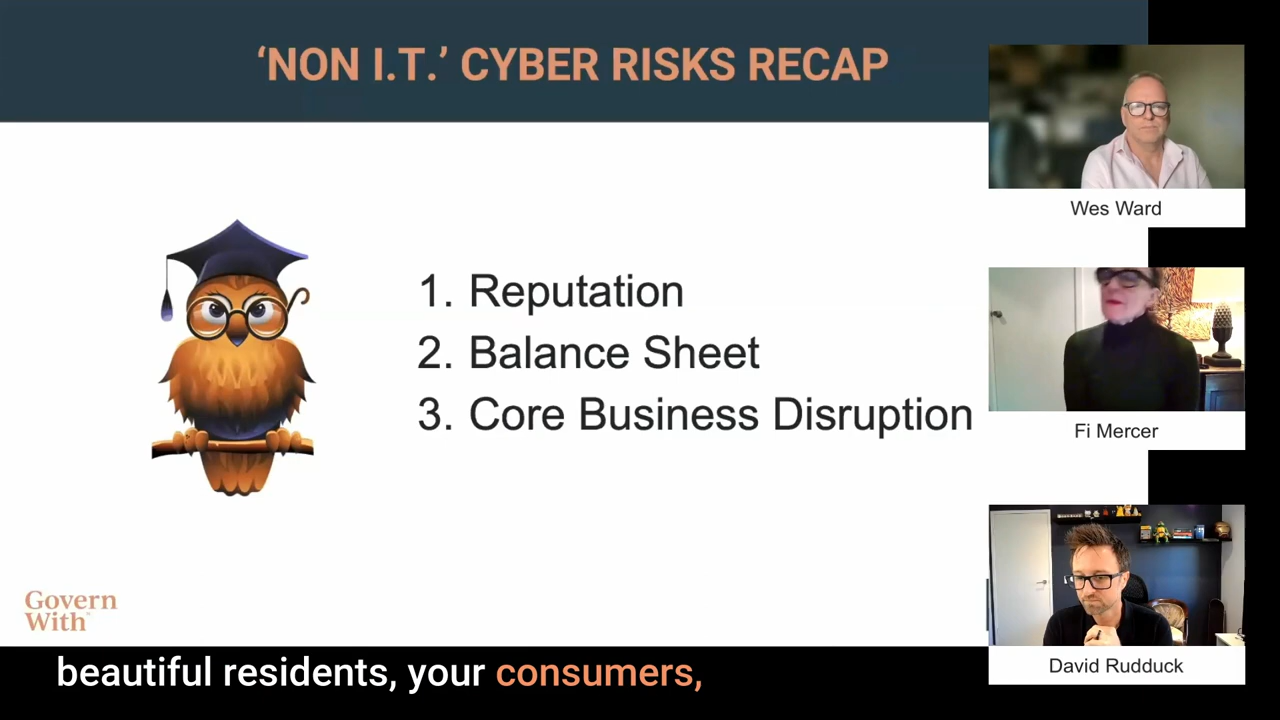 ‘NON I.T.’ CYBER RISKS RECAP
1. Reputation
2. Balance Sheet
3. Core Business Disruption
Wes Ward
Fi Mercer
David Rudduck
Govern
With™
beautiful residents, your consumers,